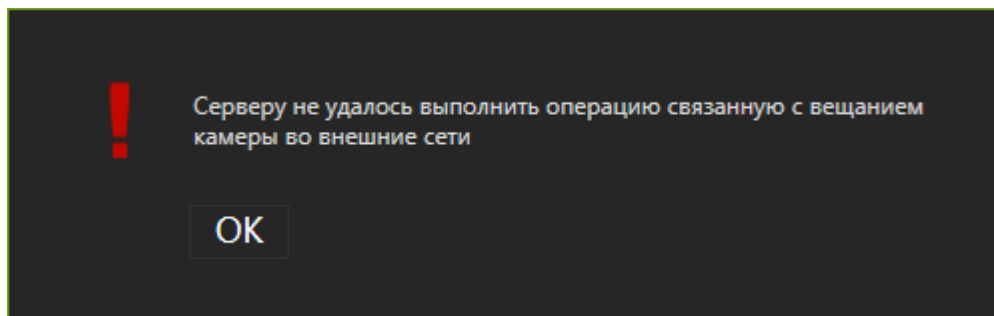 Серверу не удалось выполнить операцию связанную с вещанием
камеры во внешние сети
OK